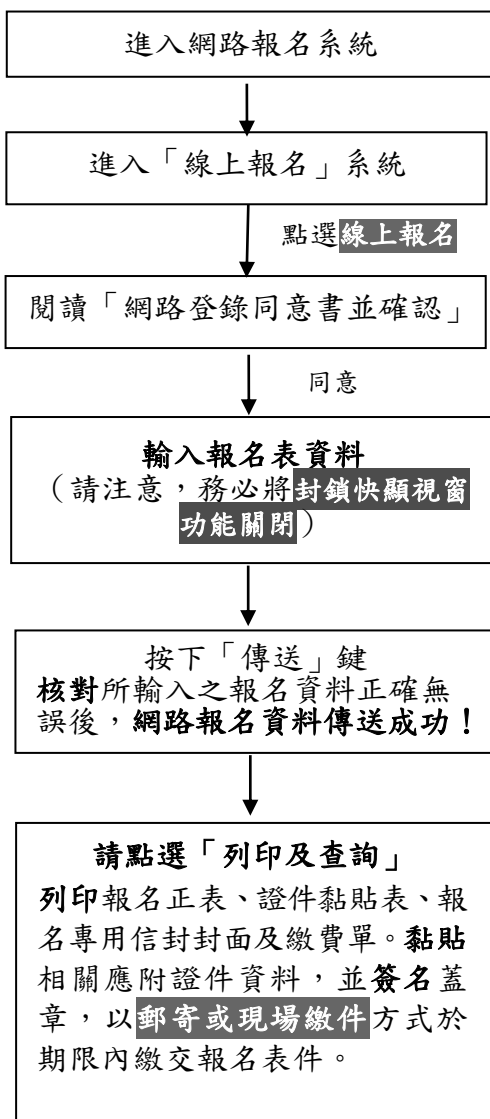 進入網路報名系統
進入「線上報名」系統
點選線上報名
閱讀「網路登錄同意書並確認」
同意
輸入報名表資料
（請注意，務必將封鎖快顯視窗
功能關閉）
按下「傳送」鍵
核對所輸入之報名資料正確無
誤後，網路報名資料傳送成功！
請點選「列印及查詢」
列印報名正表、證件黏貼表、報
名專用信封封面及繳費單。黏貼
相關應附證件資料，並簽名蓋
章，以郵寄或現場繳件方式於
期限內繳交報名表件。